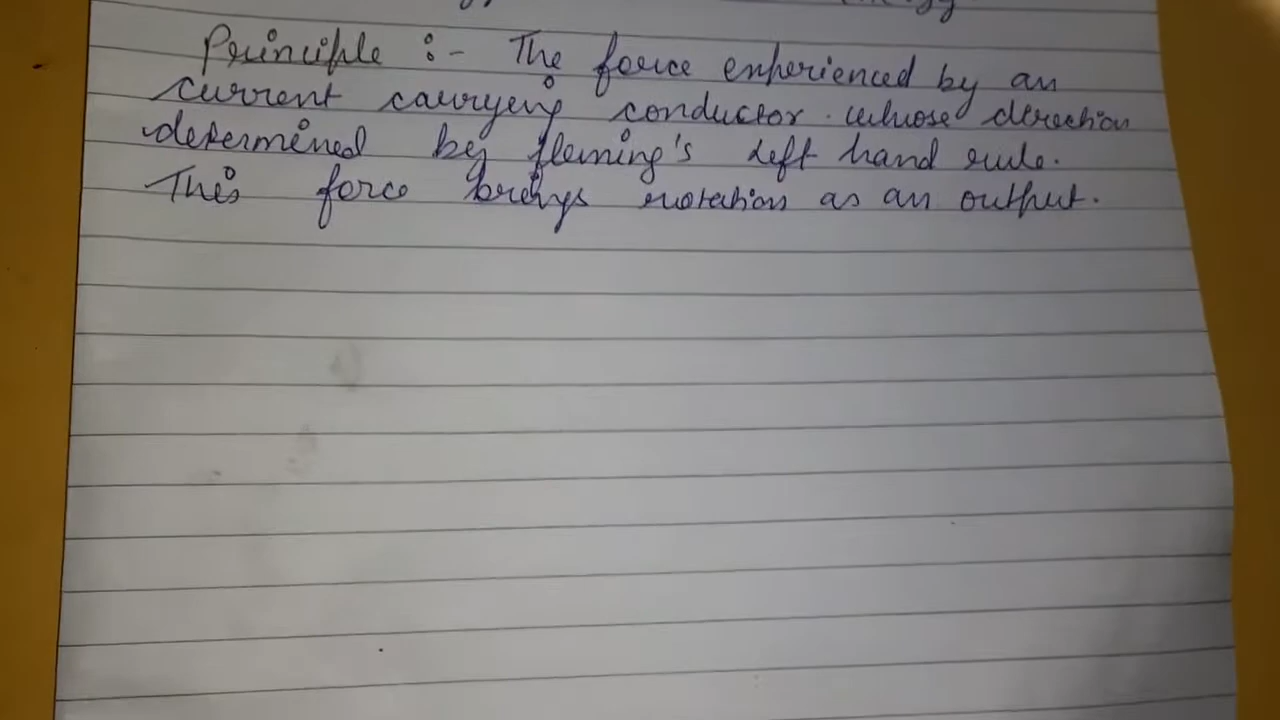 Principle :- The force experienced by an
current carrying conductor. whose direction
determined by fleming's left hand rule.
This force brings rotation as an output.